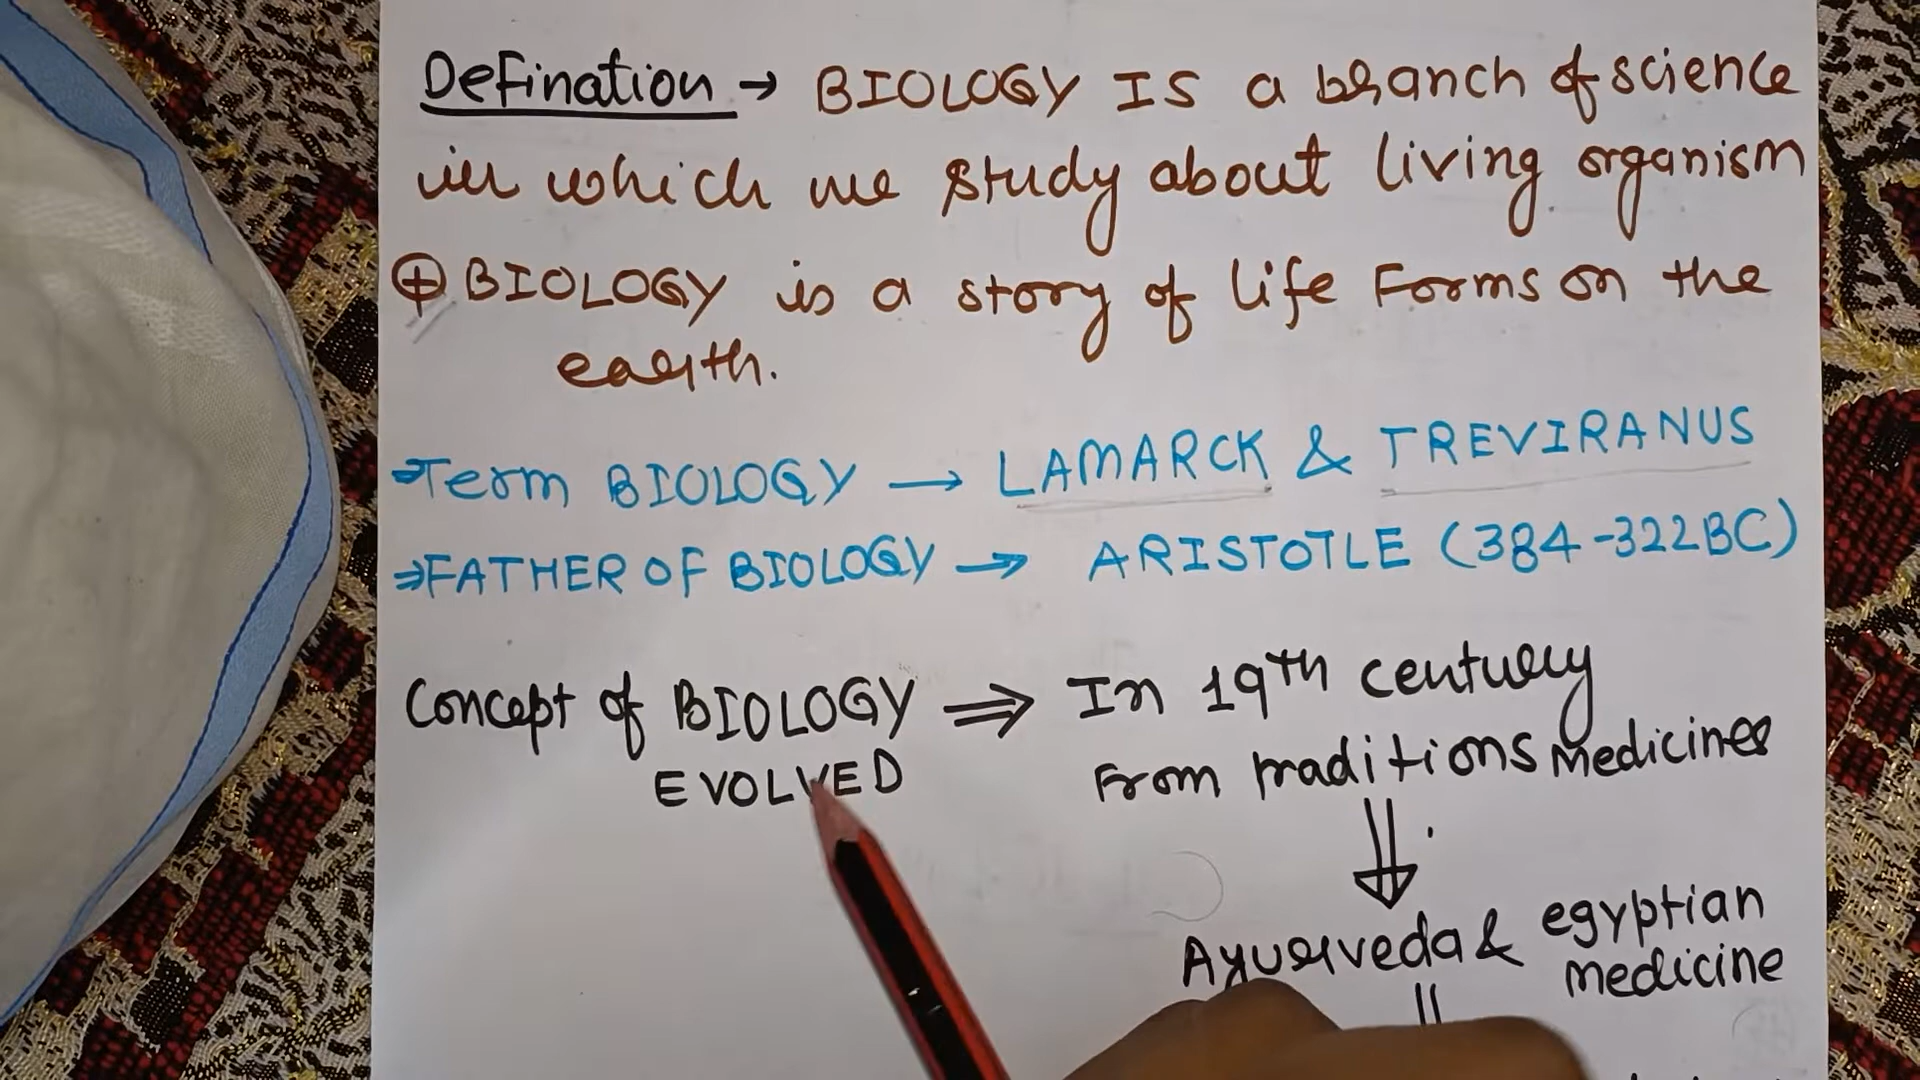 Defination → BIOLOGY IS a branch of science
in which we study about living organism
⊕ BIOLOGY is a story of life Forms on the
earth.
⇒Term BIOLOGY → LAMARCK & TREVIRANUS
⇒FATHER OF BIOLOGY → ARISTOTLE (384-322BC)
Concept of BIOLOGY ⇒ In 19th century
EVOLVED From traditions Medicines
⇓
Ayurveda & egyptian
medicine